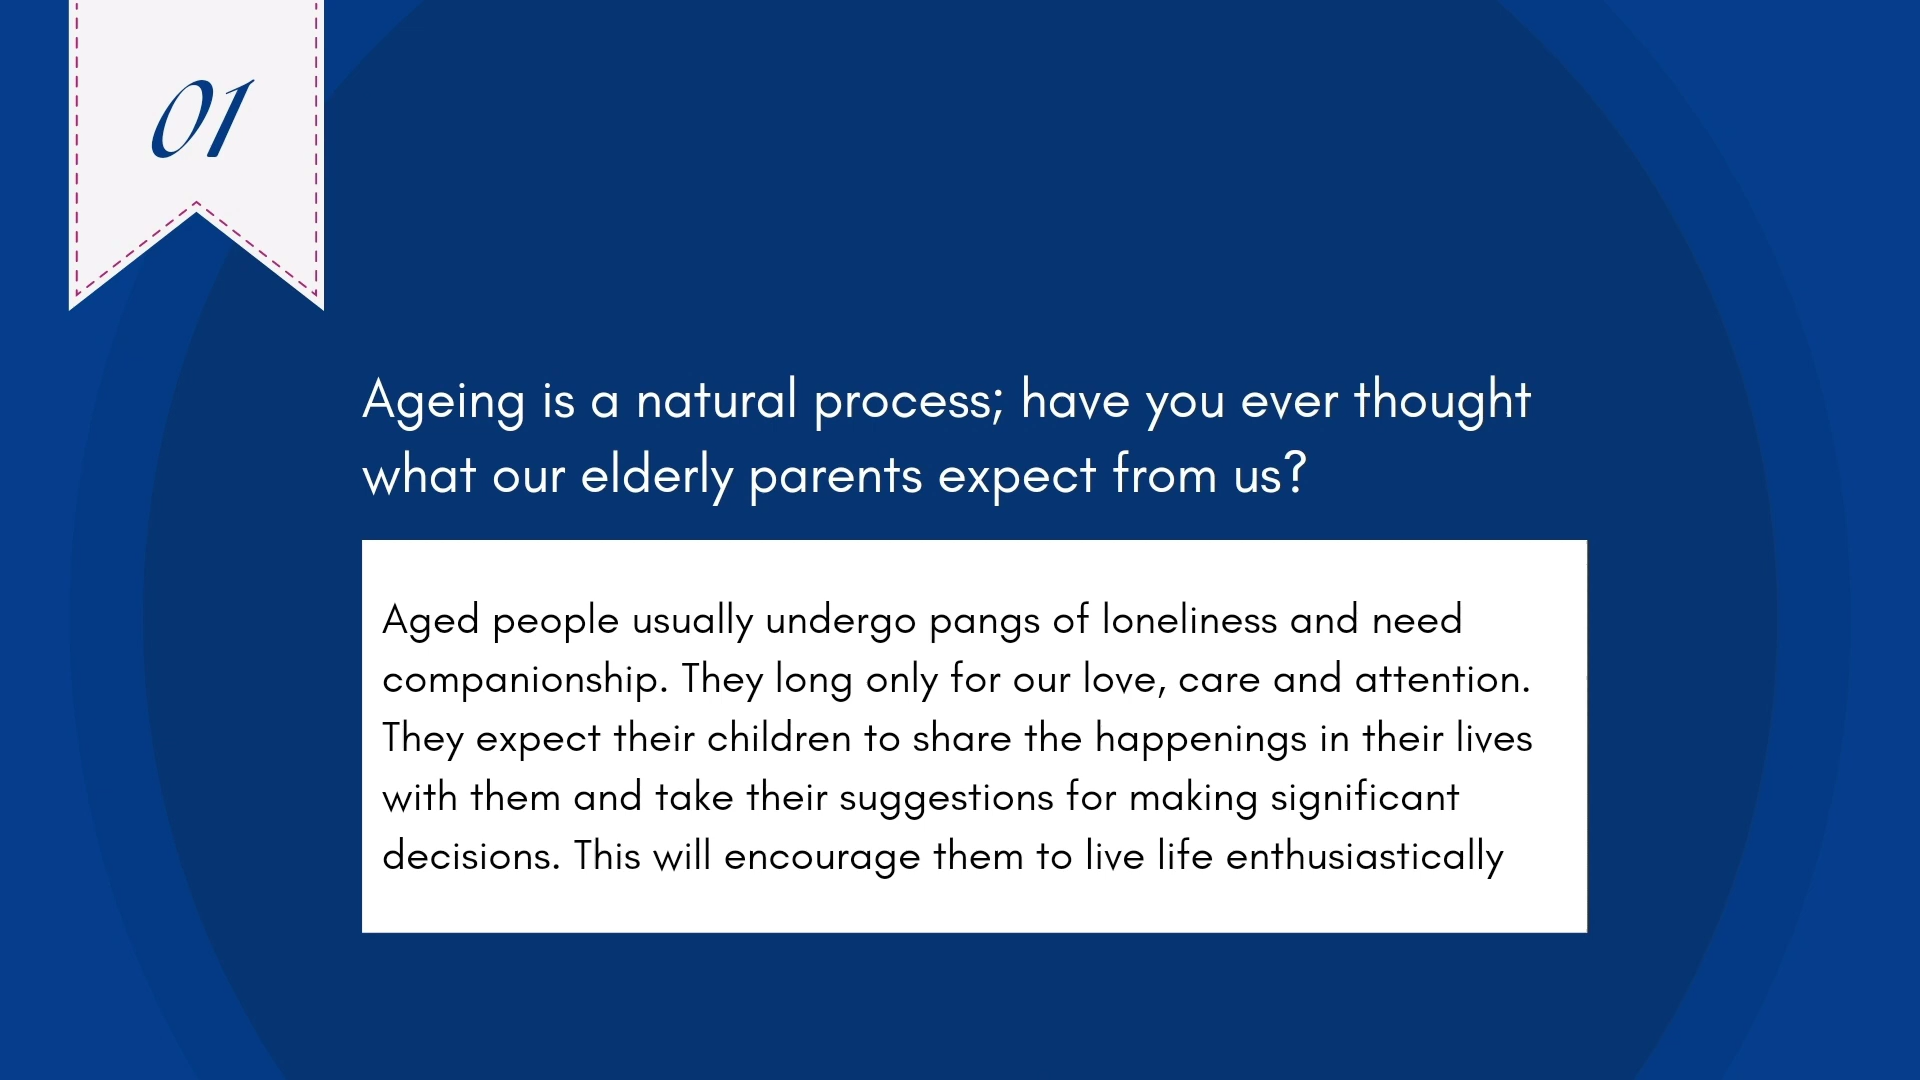 01
Ageing is a natural process; have you ever thought
what our elderly parents expect from us?
Aged people usually undergo pangs of loneliness and need
companionship. They long only for our love, care and attention.
They expect their children to share the happenings in their lives
with them and take their suggestions for making significant
decisions. This will encourage them to live life enthusiastically